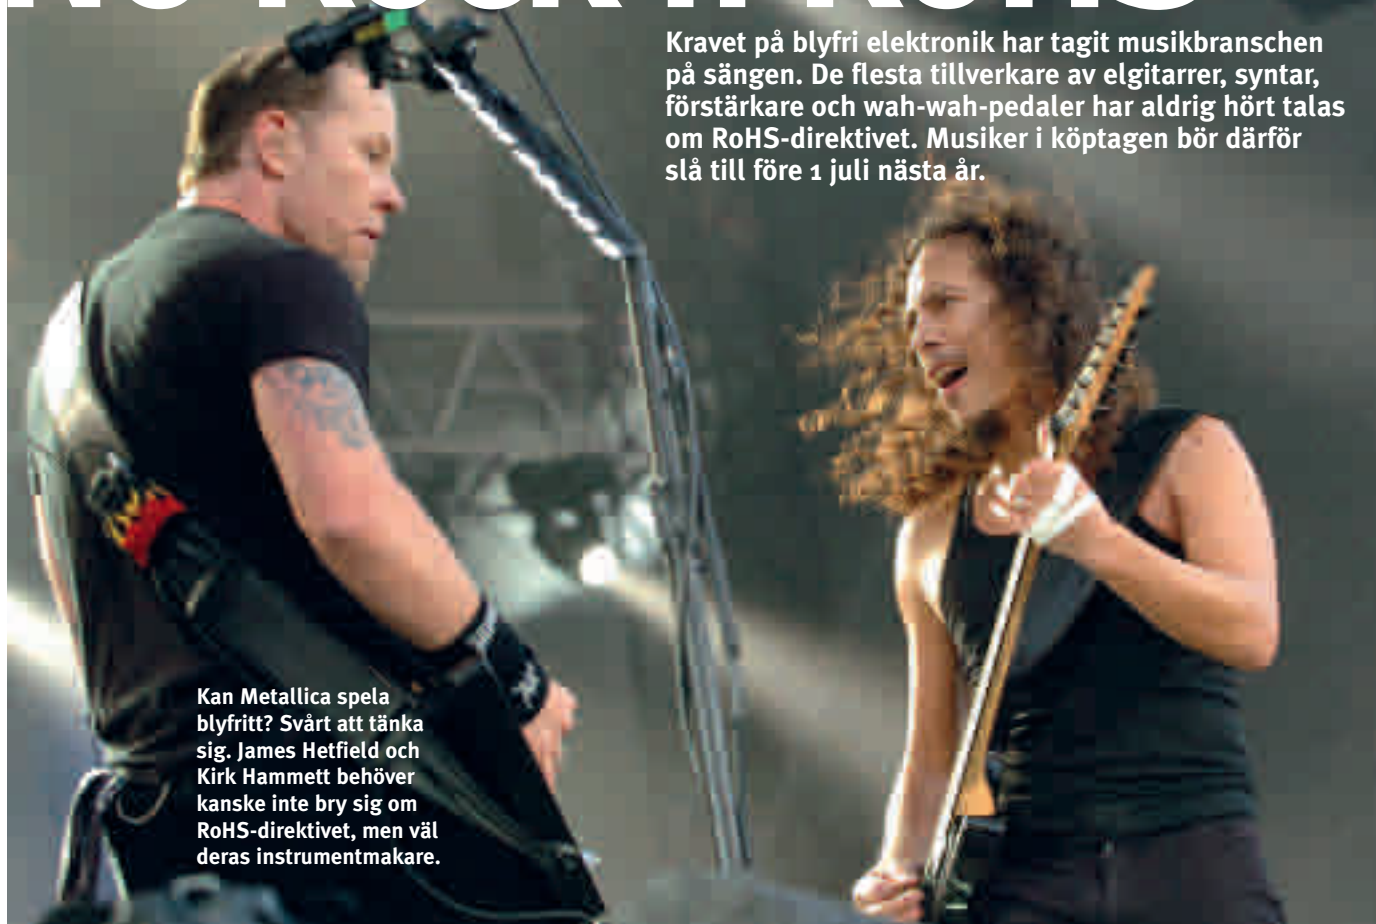 Kravet på blyfri elektronik har tagit musikbranschen
på sängen. De flesta tillverkare av elgitarrer, syntar,
förstärkare och wah-wah-pedaler har aldrig hört talas
om RoHS-direktivet. Musiker i köptagen bör därför
slå till före 1 juli nästa år.
Kan Metallica spela
blyfritt? Svårt att tänka
sig. James Hetfield och
Kirk Hammett behöver
kanske inte bry sig om
RoHS-direktivet, men väl
deras instrumentmakare.